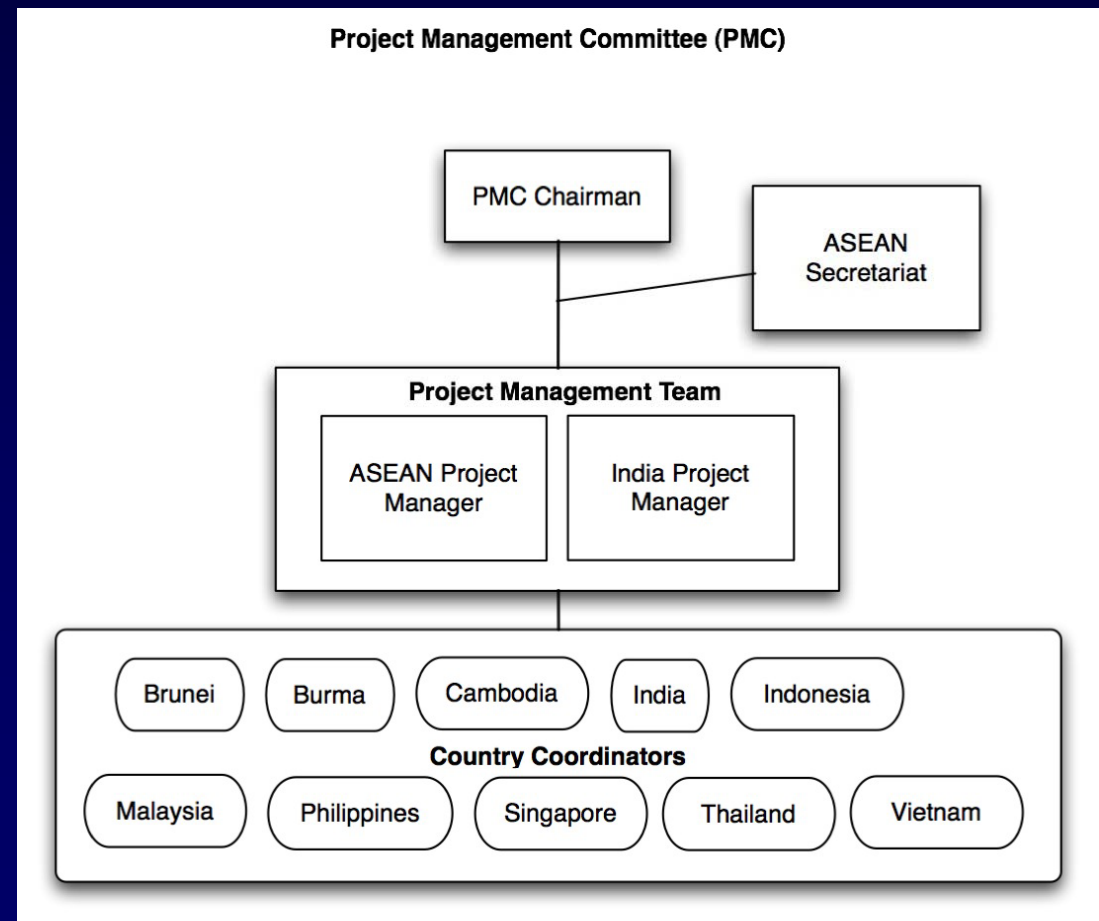 Project Management Committee (PMC)
PMC Chairman
ASEAN
Secretariat
Project Management Team
ASEAN Project
Manager
India Project
Manager
Brunei
Burma
Cambodia
India
Indonesia
Country Coordinators
Malaysia
Philippines
Singapore
Thailand
Vietnam